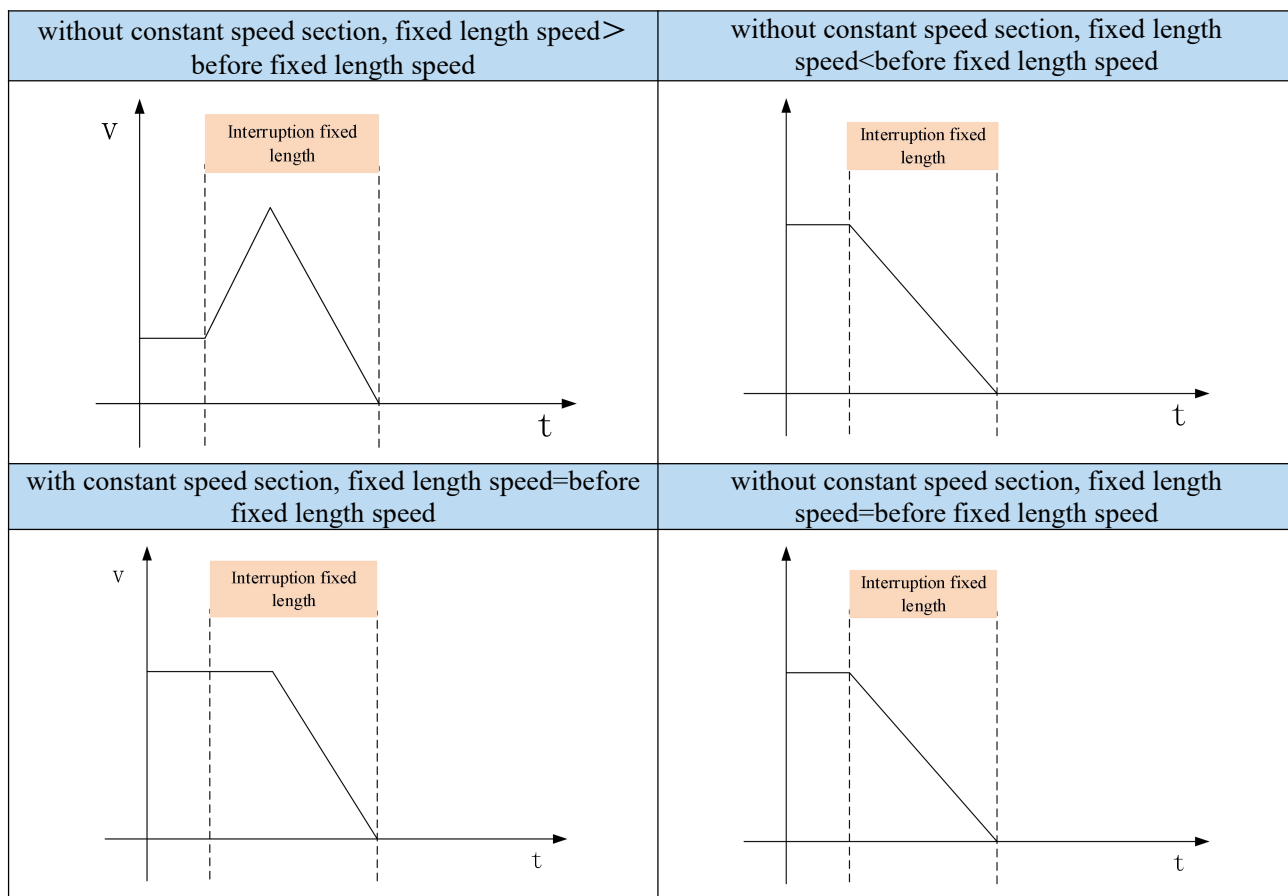 without constant speed section, fixed length speed＞
before fixed length speed
without constant speed section, fixed length
speed<before fixed length speed
V
Interruption fixed
length
t
Interruption fixed
length
t
with constant speed section, fixed length speed=before
fixed length speed
without constant speed section, fixed length
speed=before fixed length speed
V
Interruption fixed
length
t
Interruption fixed
length
t